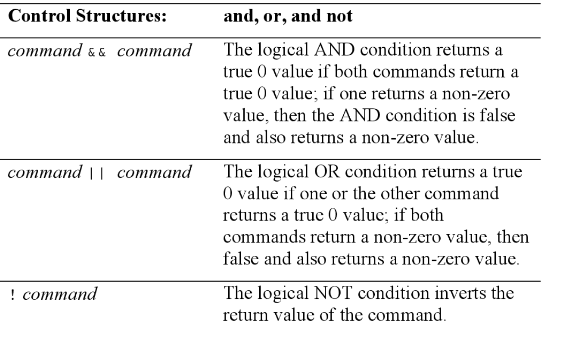 Control Structures: and, or, and not
command && command The logical AND condition returns a
true 0 value if both commands return a
true 0 value; if one returns a non-zero
value, then the AND condition is false
and also returns a non-zero value.
command || command The logical OR condition returns a true
0 value if one or the other command
returns a true 0 value; if both
commands return a non-zero value, then
false and also returns a non-zero value.
! command The logical NOT condition inverts the
return value of the command.